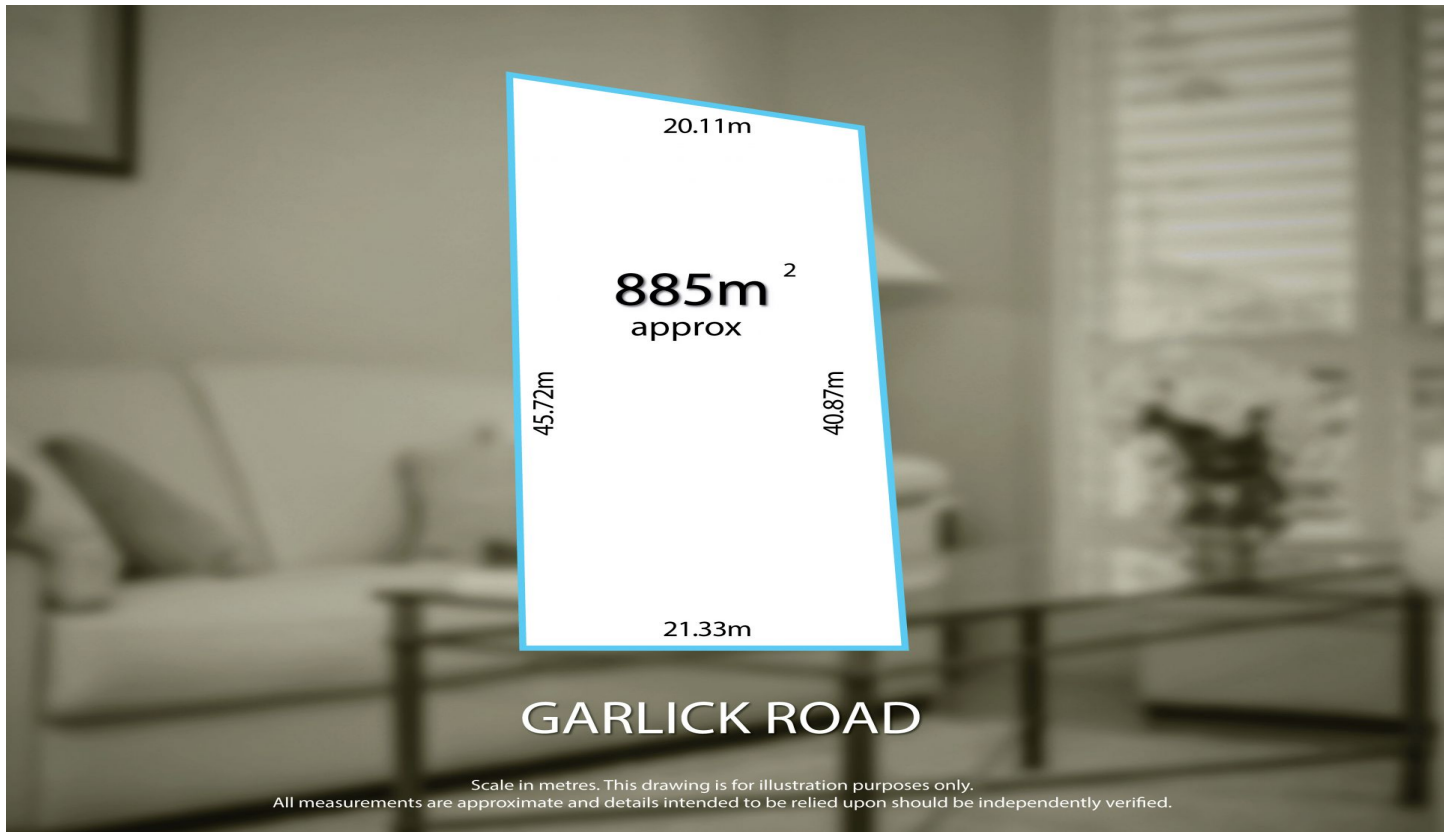 20.11m
885m 2
approx
45.72m
40.87m
21.33m
GARLICK ROAD
Scale in metres. This drawing is for illustration purposes only.
All measurements are approximate and details intended to be relied upon should be independently verified.